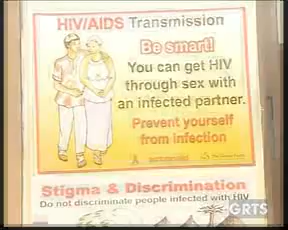 HIV/AIDS Transmission
Be smart!
You can get HIV
through sex with
an infected partner.
Prevent yourself
from infection
actionaid
Stigma & Discrimination
Do not discriminate people infected with HIV
GRTS